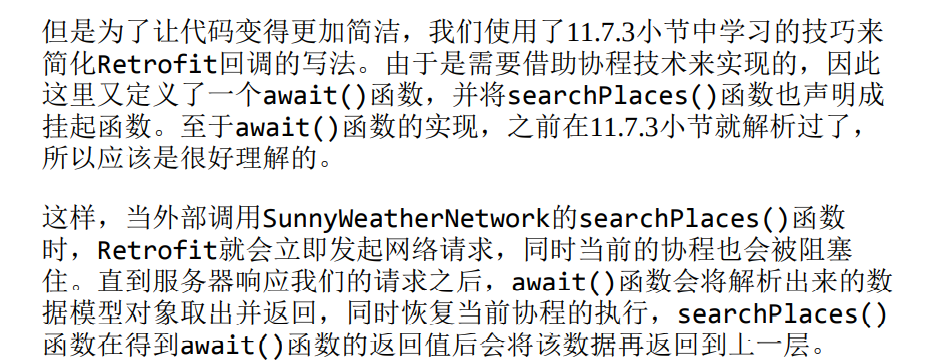 但是为了让代码变得更加简洁，我们使用了11.7.3小节中学习的技巧来
简化Retrofit回调的写法。由于是需要借助协程技术来实现的，因此
这里又定义了一个await()函数，并将searchPlaces()函数也声明成
挂起函数。至于await()函数的实现，之前在11.7.3小节就解析过了，
所以应该是很好理解的。
这样，当外部调用SunnyWeatherNetwork的searchPlaces()函数
时，Retrofit就会立即发起网络请求，同时当前的协程也会被阻塞
住。直到服务器响应我们的请求之后，await()函数会将解析出来的数
据模型对象取出并返回，同时恢复当前协程的执行，searchPlaces()
函数在得到await()函数的返回值后会将该数据再返回到上一层。